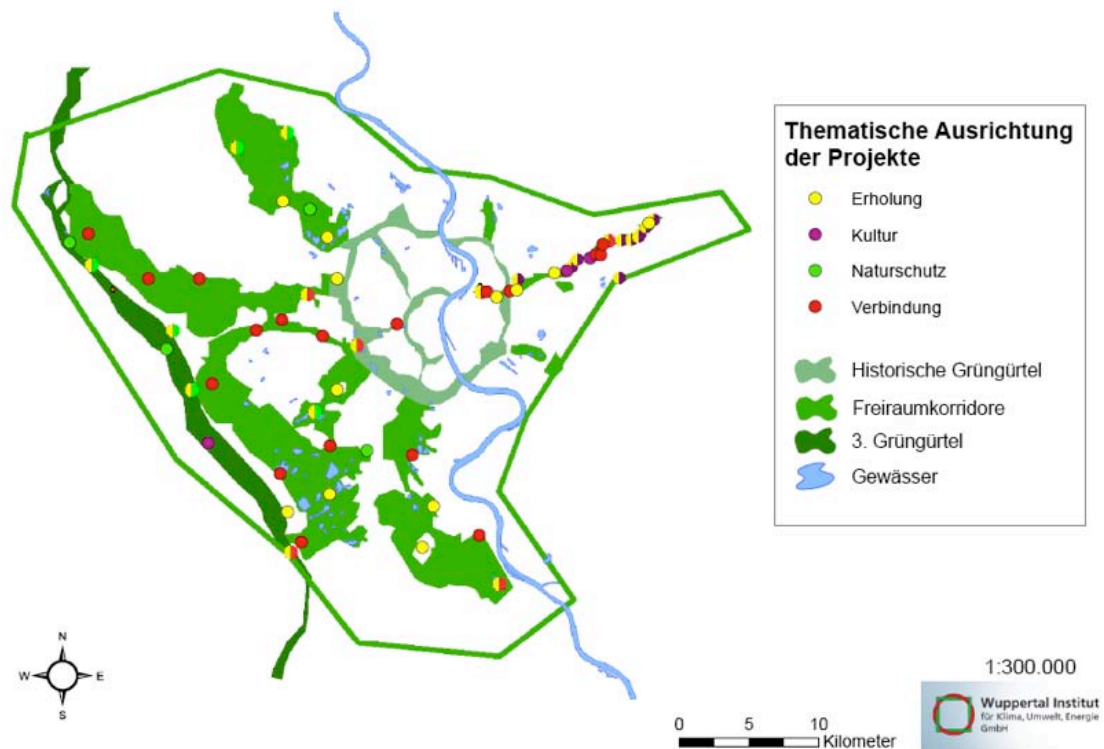 Thematische Ausrichtung
der Projekte
Erholung
Kultur
Naturschutz
Verbindung
Historische Grüngürtel
Freiraumkorridore
3. Grüngürtel
Gewässer
N
W E
S
1:300.000
0 5 10
Kilometer
Wuppertal Institut
für Klima, Umwelt, Energie
GmbH